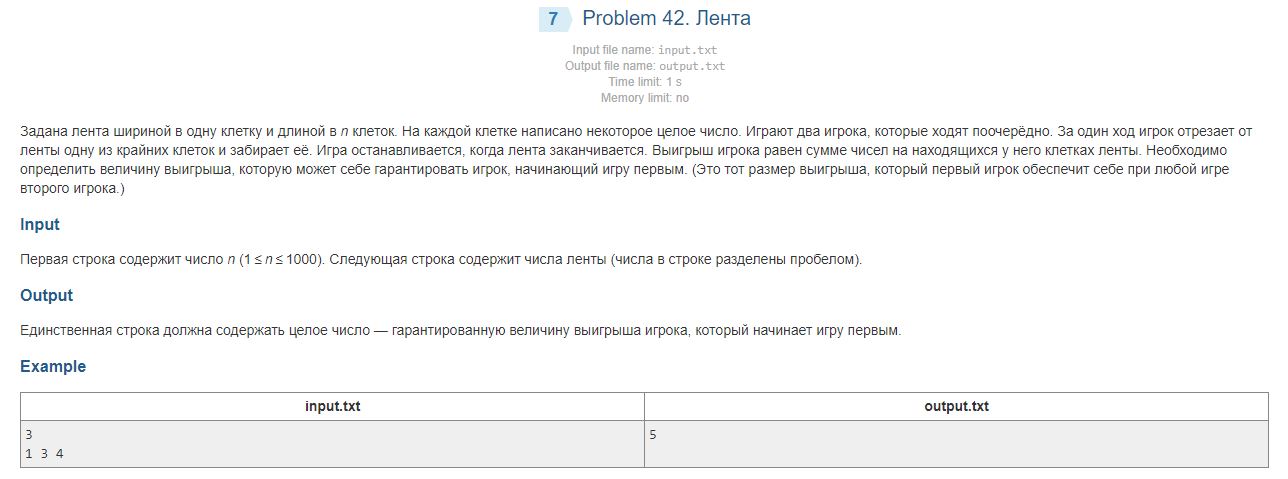 7 Problem 42. Лента
Input file name: input.txt
Output file name: output.txt
Time limit: 1 s
Memory limit: no
Задана лента шириной в одну клетку и длиной в n клеток. На каждой клетке написано некоторое целое число. Играют два игрока, которые ходят поочерёдно. За один ход игрок отрезает от
ленты одну из крайних клеток и забирает её. Игра останавливается, когда лента заканчивается. Выигрыш игрока равен сумме чисел на находящихся у него клетках ленты. Необходимо
определить величину выигрыша, которую может себе гарантировать игрок, начинающий игру первым. (Это тот размер выигрыша, который первый игрок обеспечит себе при любой игре
второго игрока.)
Input
Первая строка содержит число n (1 ≤ n ≤ 1000). Следующая строка содержит числа ленты (числа в строке разделены пробелом).
Output
Единственная строка должна содержать целое число — гарантированную величину выигрыша игрока, который начинает игру первым.
Example
input.txt output.txt
3 5
1 3 4